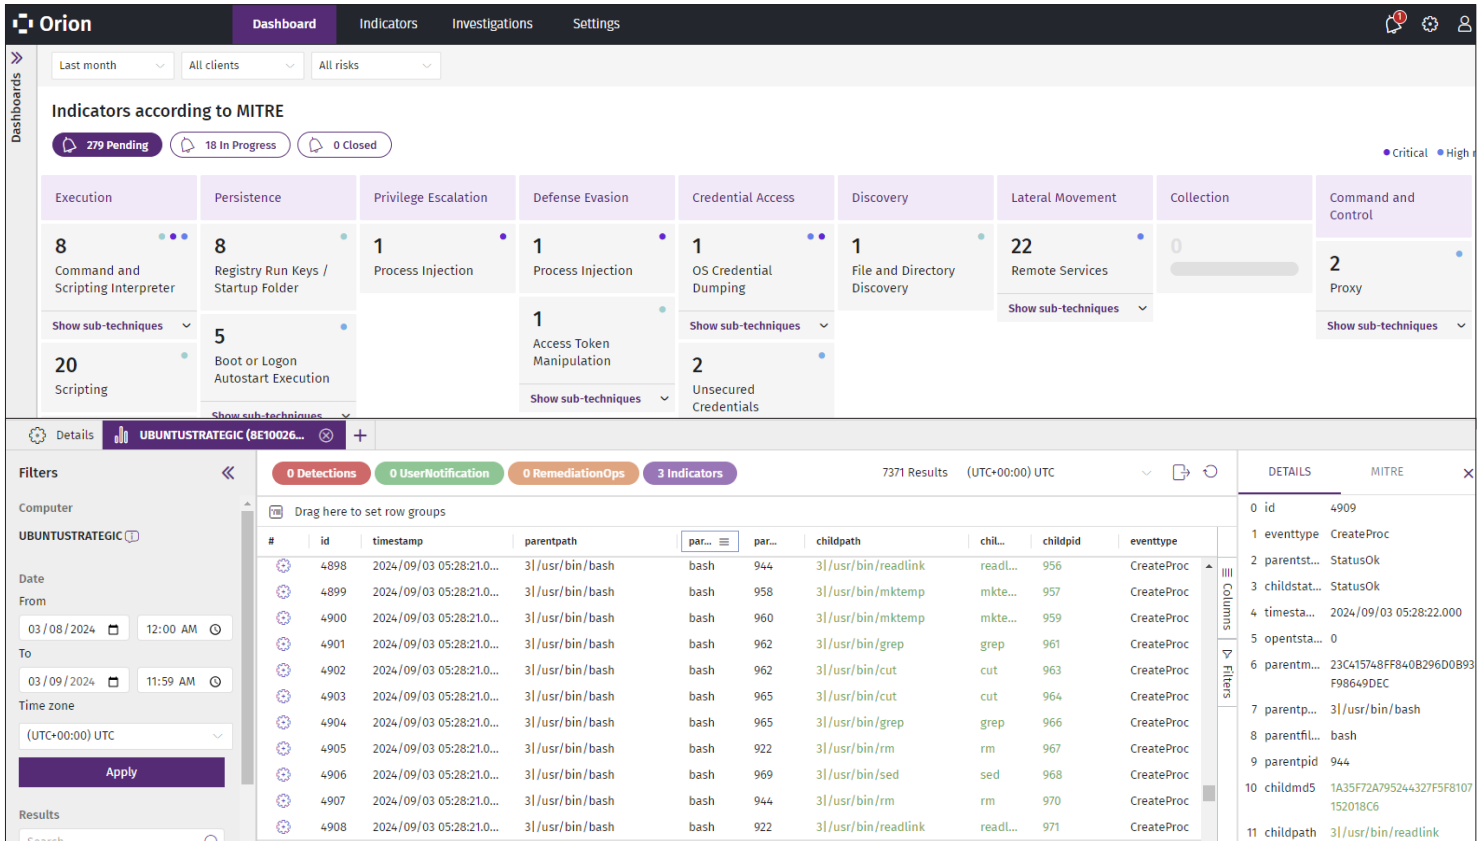 Orion
Dashboard
Indicators
Investigations
Settings
1
Dashboards
Last month
All clients
All risks
Indicators according to MITRE
279 Pending
18 In Progress
0 Closed
Critical
High
Execution
Persistence
Privilege Escalation
Defense Evasion
Credential Access
Discovery
Lateral Movement
Collection
Command and
Control
8
Command and
Scripting Interpreter
Show sub-techniques
20
Scripting
8
Registry Run Keys /
Startup Folder
5
Boot or Logon
Autostart Execution
Show sub-techniques
1
Process Injection
1
Process Injection
1
Access Token
Manipulation
Show sub-techniques
1
OS Credential
Dumping
Show sub-techniques
2
Unsecured
Credentials
1
File and Directory
Discovery
22
Remote Services
Show sub-techniques
0
2
Proxy
Show sub-techniques
Details
UBUNTUSTRATEGIC (8E10026...
Filters
Computer
UBUNTUSTRATEGIC
Date
From
03/08/2024
12:00 AM
To
03/09/2024
11:59 AM
Time zone
(UTC+00:00) UTC
Apply
Results
Search
0 Detections
0 UserNotification
0 RemediationOps
3 Indicators
7371 Results
(UTC+00:00) UTC
Drag here to set row groups
# id timestamp parentpath par... par... childpath chil... childpid eventtype
4898 2024/09/03 05:28:21.0... 3|/usr/bin/bash bash 944 3|/usr/bin/readlink readl... 956 CreateProc
4899 2024/09/03 05:28:21.0... 3|/usr/bin/bash bash 958 3|/usr/bin/mktemp mkte... 957 CreateProc
4900 2024/09/03 05:28:21.0... 3|/usr/bin/bash bash 960 3|/usr/bin/mktemp mkte... 959 CreateProc
4901 2024/09/03 05:28:21.0... 3|/usr/bin/bash bash 962 3|/usr/bin/grep grep 961 CreateProc
4902 2024/09/03 05:28:21.0... 3|/usr/bin/bash bash 962 3|/usr/bin/cut cut 963 CreateProc
4903 2024/09/03 05:28:21.0... 3|/usr/bin/bash bash 965 3|/usr/bin/cut cut 964 CreateProc
4904 2024/09/03 05:28:21.0... 3|/usr/bin/bash bash 965 3|/usr/bin/grep grep 966 CreateProc
4905 2024/09/03 05:28:21.0... 3|/usr/bin/bash bash 922 3|/usr/bin/rm rm 967 CreateProc
4906 2024/09/03 05:28:21.0... 3|/usr/bin/bash bash 969 3|/usr/bin/sed sed 968 CreateProc
4907 2024/09/03 05:28:21.0... 3|/usr/bin/bash bash 944 3|/usr/bin/rm rm 970 CreateProc
4908 2024/09/03 05:28:21.0... 3|/usr/bin/bash bash 922 3|/usr/bin/readlink readl... 971 CreateProc
Columns
Filters
DETAILS
MITRE
0 id 4909
1 eventtype CreateProc
2 parentst... StatusOk
3 childstat... StatusOk
4 timesta... 2024/09/03 05:28:22.000
5 opentsta... 0
6 parentm... 23C415748FF840B296D0B93
F98649DEC
7 parentp... 3|/usr/bin/bash
8 parentfil... bash
9 parentpid 944
10 childmd5 1A35F72A795244327F5F8107
152018C6
11 childpath 3|/usr/bin/readlink